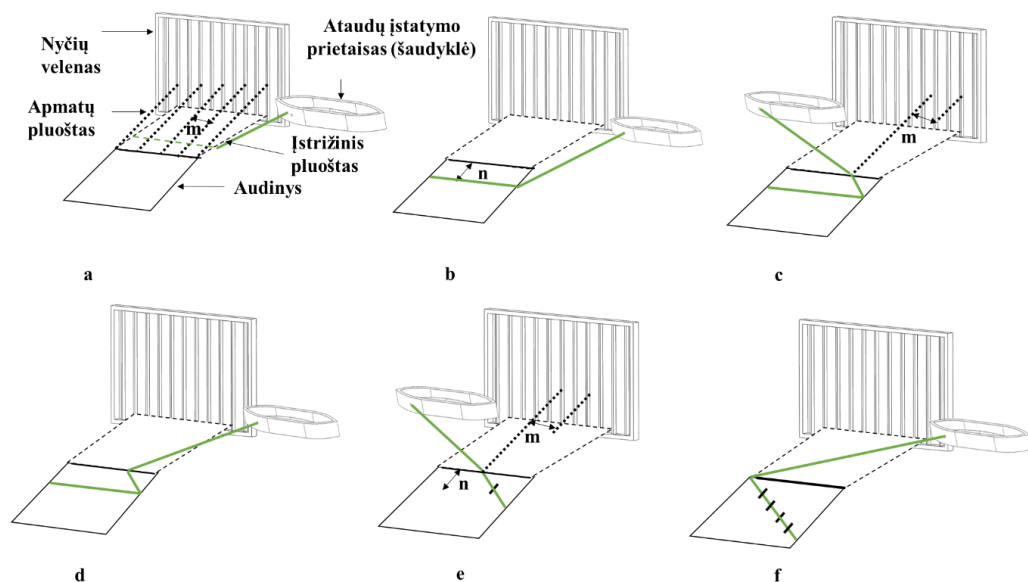 Nyčių
velenas
Ataudų įstatymo
prietaisas (šaudyklė)
Apmatų
pluoštas
m
Įstrižinis
pluoštas
Audinys
n
m
a
b
c
m
n
d
e
f